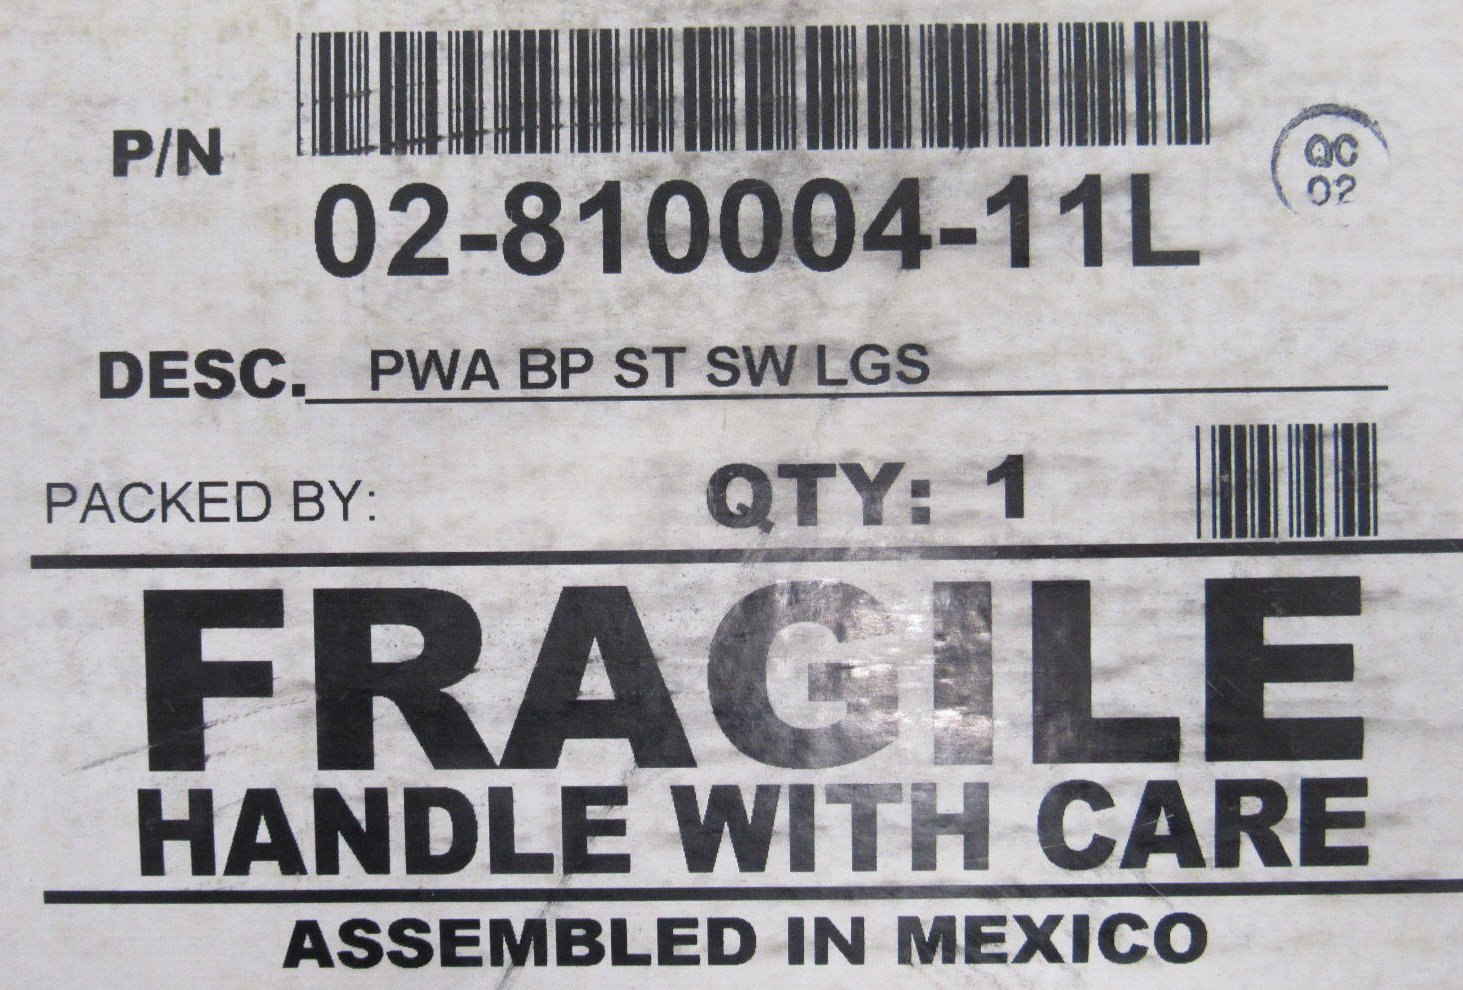 P/N
02-810004-11L
QC
02
DESC. PWA BP ST SW LGS
PACKED BY: QTY: 1
FRAGILE
HANDLE WITH CARE
ASSEMBLED IN MEXICO